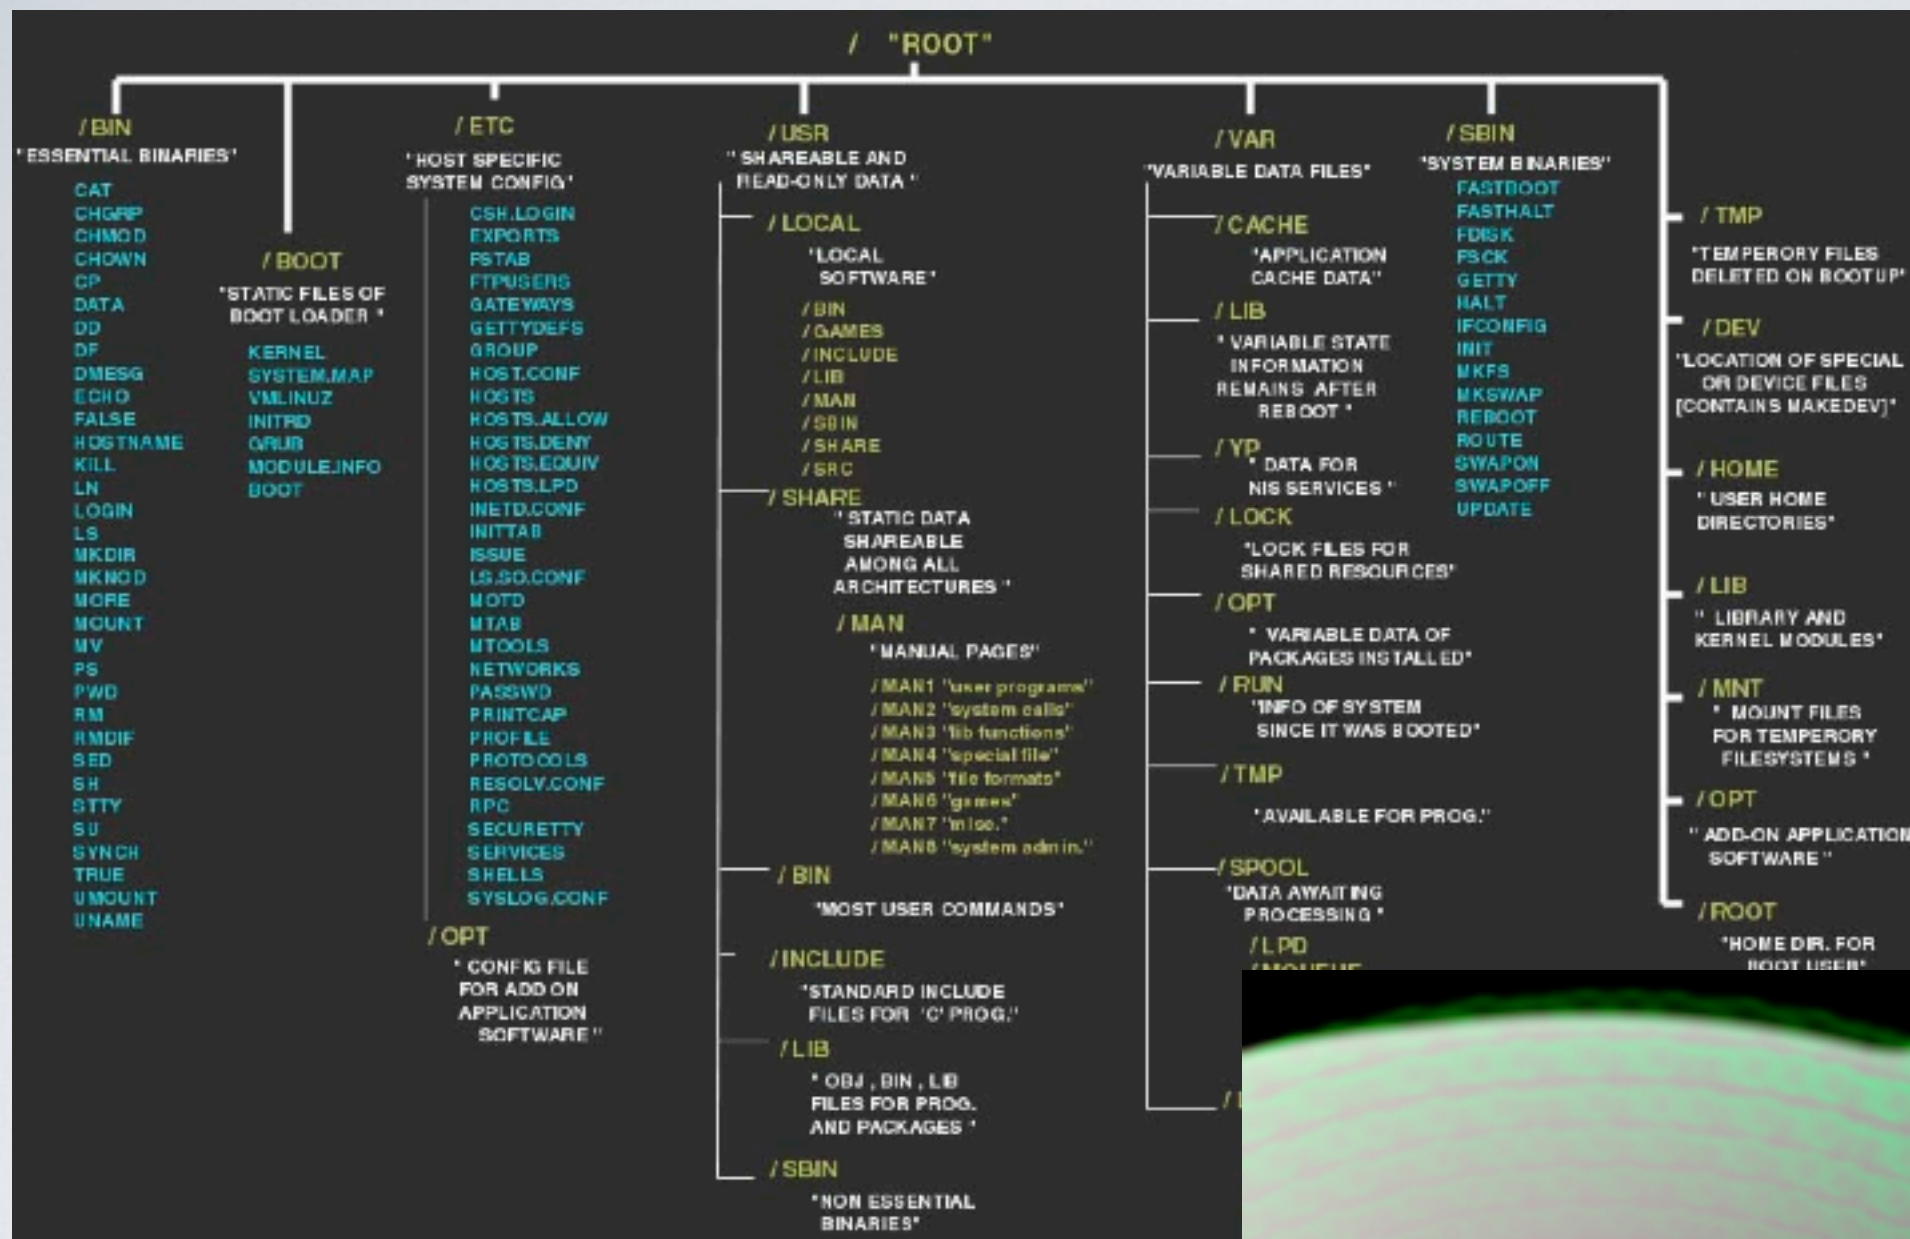 / "ROOT"
/ BIN
"ESSENTIAL BINARIES"
CAT
CHGRP
CHMOD
CHOWN
CP
DATA
DD
DF
DMESG
ECHO
FALSE
HOSTNAME
KILL
LN
LOGIN
LS
MKDIR
MKNOD
MORE
MOUNT
MV
PS
PWD
RM
RMDIF
SED
SH
STTY
SU
SYNCH
TRUE
UMOUNT
UNAME
/ BOOT
"STATIC FILES OF
BOOT LOADER "
KERNEL
SYSTEM.MAP
VMLINUZ
INITRD
GRUB
MODULE.INFO
BOOT
/ ETC
"HOST SPECIFIC
SYSTEM CONFIG"
CSH.LOGIN
EXPORTS
FSTAB
FTPUSERS
GATEWAYS
GETTYDEFS
GROUP
HOST.CONF
HOSTS
HOSTS.ALLOW
HOSTS.DENY
HOSTS.EQUIV
HOSTS.LPD
INETD.CONF
INITTAB
ISSUE
LS.SO.CONF
MOTD
MTAB
MTOOLS
NETWORKS
PASSWD
PRINTCAP
PROFILE
PROTOCOLS
RESOLV.CONF
RPC
SECURETTY
SERVICES
SHELLS
SYSLOG.CONF
/ OPT
" CONFIG FILE
FOR ADD ON
APPLICATION
SOFTWARE "
/ USR
" SHAREABLE AND
READ-ONLY DATA "
/ LOCAL
"LOCAL
SOFTWARE"
/ BIN
/ GAMES
/ INCLUDE
/ LIB
/ MAN
/ SBIN
/ SHARE
/ SRC
/ SHARE
" STATIC DATA
SHAREABLE
AMONG ALL
ARCHITECTURES "
/ MAN
"MANUAL PAGES"
/ MAN1 "user programs"
/ MAN2 "system calls"
/ MAN3 "lib functions"
/ MAN4 "special file"
/ MAN5 "file formats"
/ MAN6 "games"
/ MAN7 "misc."
/ MAN8 "system admin."
/ BIN
"MOST USER COMMANDS"
/ INCLUDE
"STANDARD INCLUDE
FILES FOR 'C' PROG."
/ LIB
" OBJ , BIN , LIB
FILES FOR PROG.
AND PACKAGES "
/ SBIN
"NON ESSENTIAL
BINARIES"
/ VAR
"VARIABLE DATA FILES"
/ CACHE
"APPLICATION
CACHE DATA"
/ LIB
" VARIABLE STATE
INFORMATION
REMAINS AFTER
REBOOT "
/ YP
" DATA FOR
NIS SERVICES "
/ LOCK
"LOCK FILES FOR
SHARED RESOURCES"
/ OPT
" VARIABLE DATA OF
PACKAGES INSTALLED"
/ RUN
"INFO OF SYSTEM
SINCE IT WAS BOOTED"
/ TMP
"AVAILABLE FOR PROG."
/ SPOOL
"DATA AWAITING
PROCESSING "
/ LPD
/
/ SBIN
"SYSTEM BINARIES"
FASTBOOT
FASTHALT
FDISK
FSCK
GETTY
HALT
IFCONFIG
INIT
MKFS
MKSWAP
REBOOT
ROUTE
SWAPON
SWAPOFF
UPDATE
/ TMP
"TEMPERORY FILES
DELETED ON BOOTUP"
/ DEV
"LOCATION OF SPECIAL
OR DEVICE FILES
[CONTAINS MAKEDEV]"
/ HOME
" USER HOME
DIRECTORIES"
/ LIB
" LIBRARY AND
KERNEL MODULES"
/ MNT
" MOUNT FILES
FOR TEMPERORY
FILESYSTEMS "
/ OPT
" ADD-ON APPLICATION
SOFTWARE "
/ ROOT
"HOME DIR. FOR
ROOT USER"